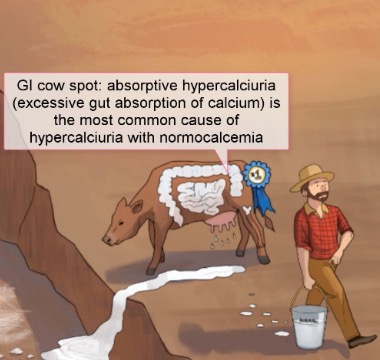 GI cow spot: absorptive hypercalciuria
(excessive gut absorption of calcium) is
the most common cause of
hypercalciuria with normocalcemia
#1